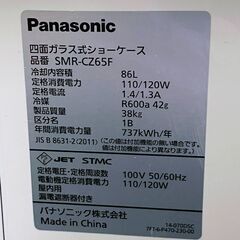 Panasonic
四面ガラス式ショーケース
品番 SMR-CZ65F
冷却内容積 86L
定格消費電力 110/120W
定格電流 1.4/1.3A
冷媒 R600a 42g
製品質量 38kg
区分名 1B
年間消費電力量 737kWh/年
JIS B 8631-2 (2011)
JET STMC
定格電圧・定格周波数 100V 50/60Hz
電動機定格消費電力 110/120W
屋内用
漏電遮断器付き
パナソニック株式会社
Made in China